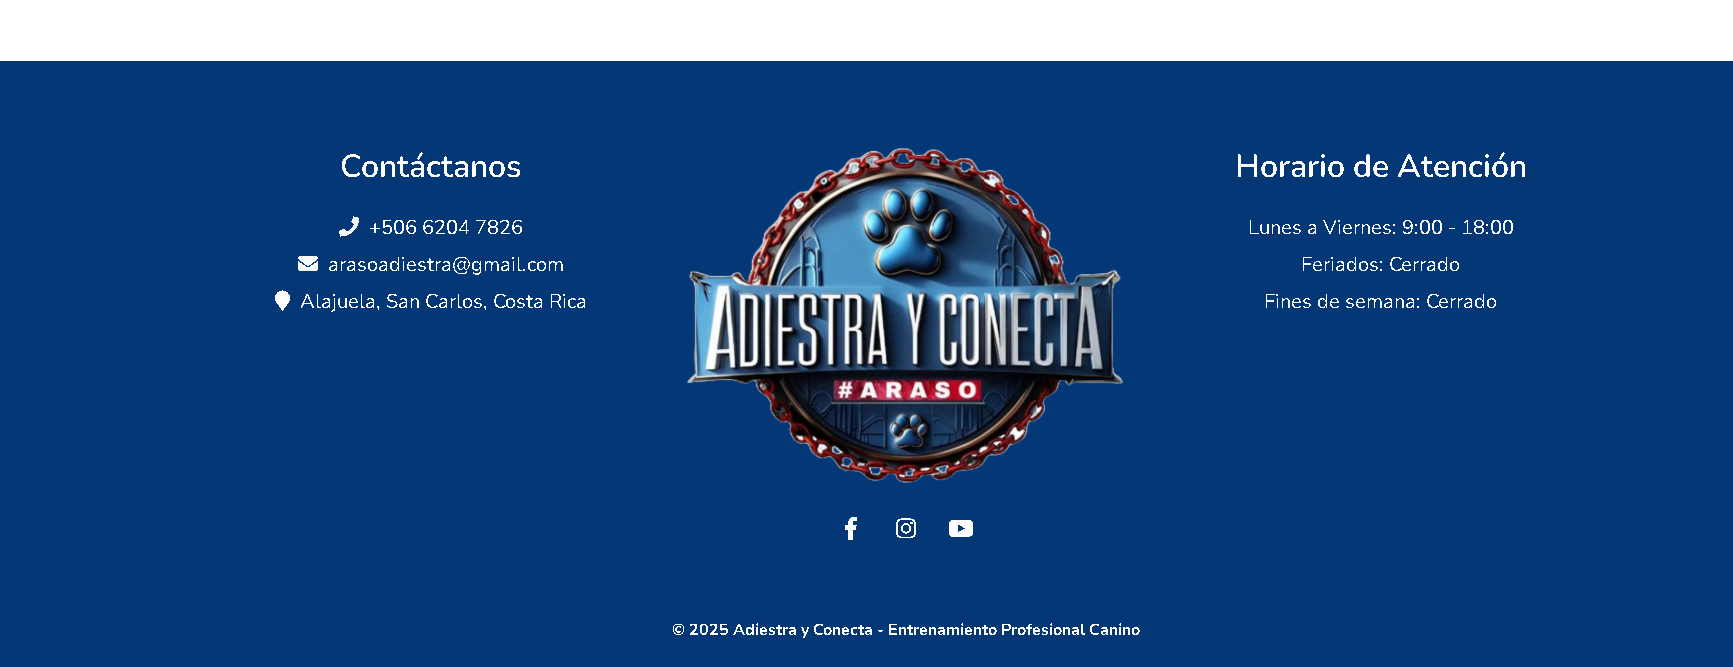 Contáctanos
+506 6204 7826
arasoadiestra@gmail.com
Alajuela, San Carlos, Costa Rica
ADIESTRA Y CONECTA
#ARASO
Horario de Atención
Lunes a Viernes: 9:00 - 18:00
Feriados: Cerrado
Fines de semana: Cerrado
© 2025 Adiestra y Conecta - Entrenamiento Profesional Canino